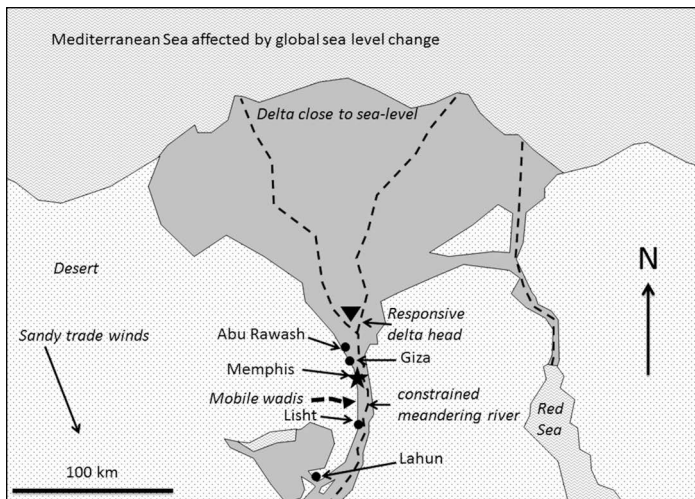 Mediterranean Sea affected by global sea level change
Delta close to sea-level
Desert
N
Responsive
delta head
Sandy trade winds
Abu Rawash
Giza
Memphis
Mobile wadis
constrained
meandering river
Lisht
Red
Sea
Lahun
100 km